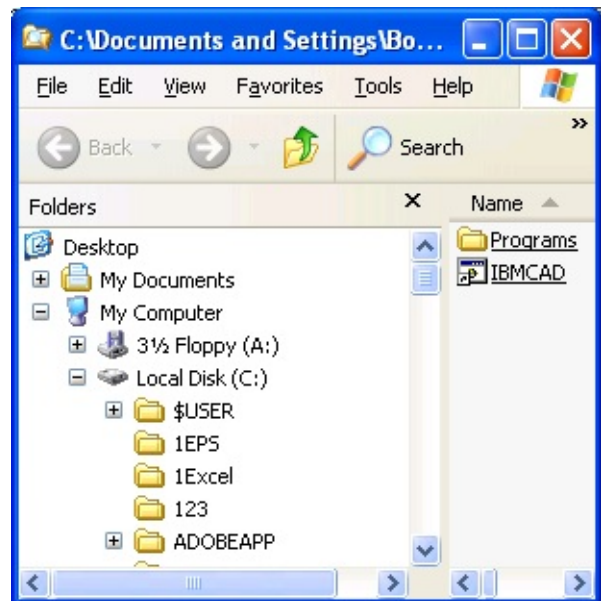 C:\Documents and Settings\Bo...
File Edit View Favorites Tools Help
Back Search »
Folders
Desktop
My Documents
My Computer
3½ Floppy (A:)
Local Disk (C:)
$USER
1EPS
1Excel
123
ADOBEAPP
Name
Programs
IBMCAD